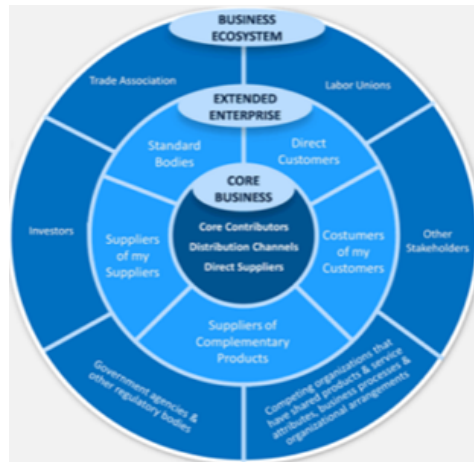 BUSINESS
ECOSYSTEM
Trade Association
Labor Unions
EXTENDED
ENTERPRISE
Standard
Bodies
Direct
Customers
CORE
BUSINESS
Core Contributors
Distribution Channels
Direct Suppliers
Investors
Suppliers
of my
Suppliers
Costumers
of my
Customers
Other
Stakeholders
Suppliers of
Complementary
Products
Government agencies &
other regulatory bodies
Competing organizations that
have shared products & service
attributes, business processes &
organizational arrangements